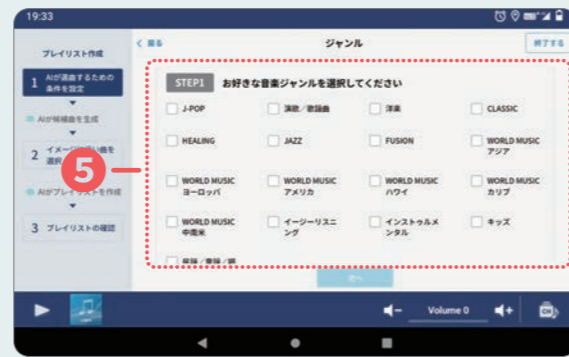 19:33
プレイリスト作成
1 AIが選曲するための
条件を設定
AIが候補曲を生成
2 イメージに近い曲を
選択
AIがプレイリストを作成
3 プレイリストの確認
戻る
ジャンル
終了する
STEP1 お好きな音楽ジャンルを選択してください
J-POP
演歌／歌謡曲
洋楽
CLASSIC
HEALING
JAZZ
FUSION
WORLD MUSIC
アジア
WORLD MUSIC
ヨーロッパ
WORLD MUSIC
アメリカ
WORLD MUSIC
ハワイ
WORLD MUSIC
カリブ
WORLD MUSIC
中南米
イージーリスニ
ング
インストゥルメ
ンタル
キッズ
次へ
5
Volume 0
CH